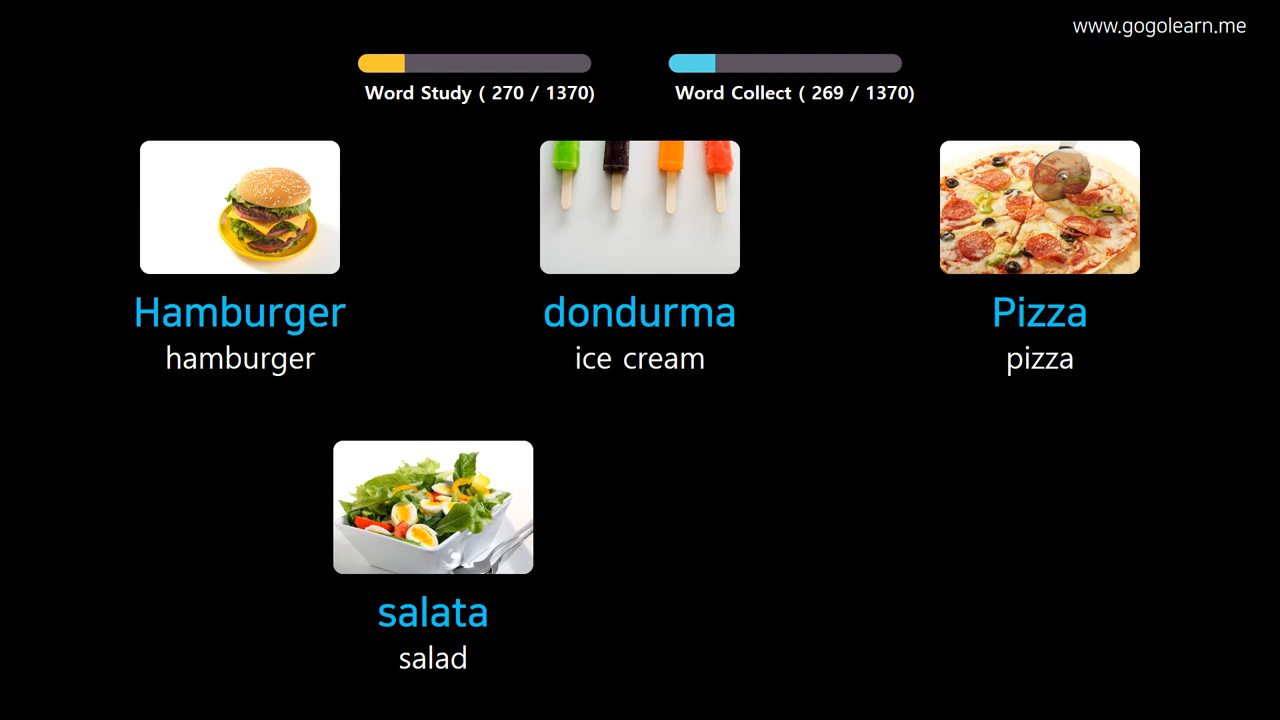 www.gogolearn.me
Word Study ( 270 / 1370)
Word Collect ( 269 / 1370)
Hamburger
hamburger
dondurma
ice cream
Pizza
pizza
salata
salad